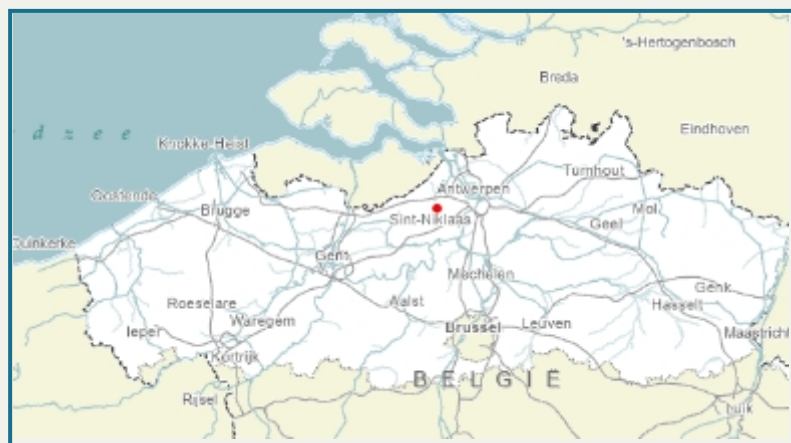 's-Hertogenbosch
Breda
d z e e
Eindhoven
Knokke-Heist
Turnhout
Antwerpen
Oostende
Brugge
Mol
Sint-Niklaas
Geel
Duinkerke
Gent
Mechelen
Genk
Roeselare
Aalst
Hasselt
Waregem
Ieper
Brussel
Leuven
Maastricht
Kortrijk
BELGIË
Rijsel
Luik